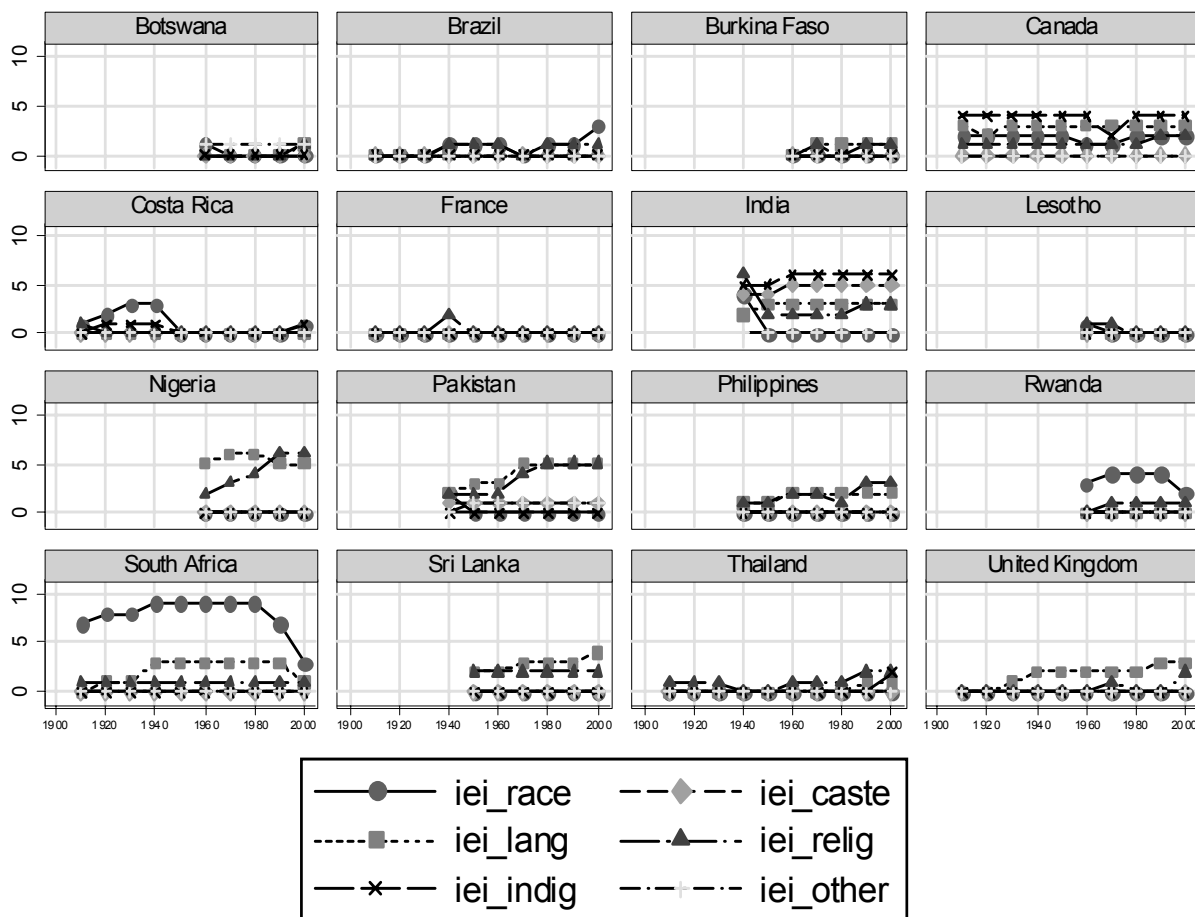 Botswana Brazil Burkina Faso Canada
10
5
0
Costa Rica France India Lesotho
10
5
0
Nigeria Pakistan Philippines Rwanda
10
5
0
South Africa Sri Lanka Thailand United Kingdom
10
5
0
1900 1920 1940 1960 1980 2000 1900 1920 1940 1960 1980 2000 1900 1920 1940 1960 1980 2000 1900 1920 1940 1960 1980 2000
iei_race iei_caste
iei_lang iei_relig
iei_indig iei_other